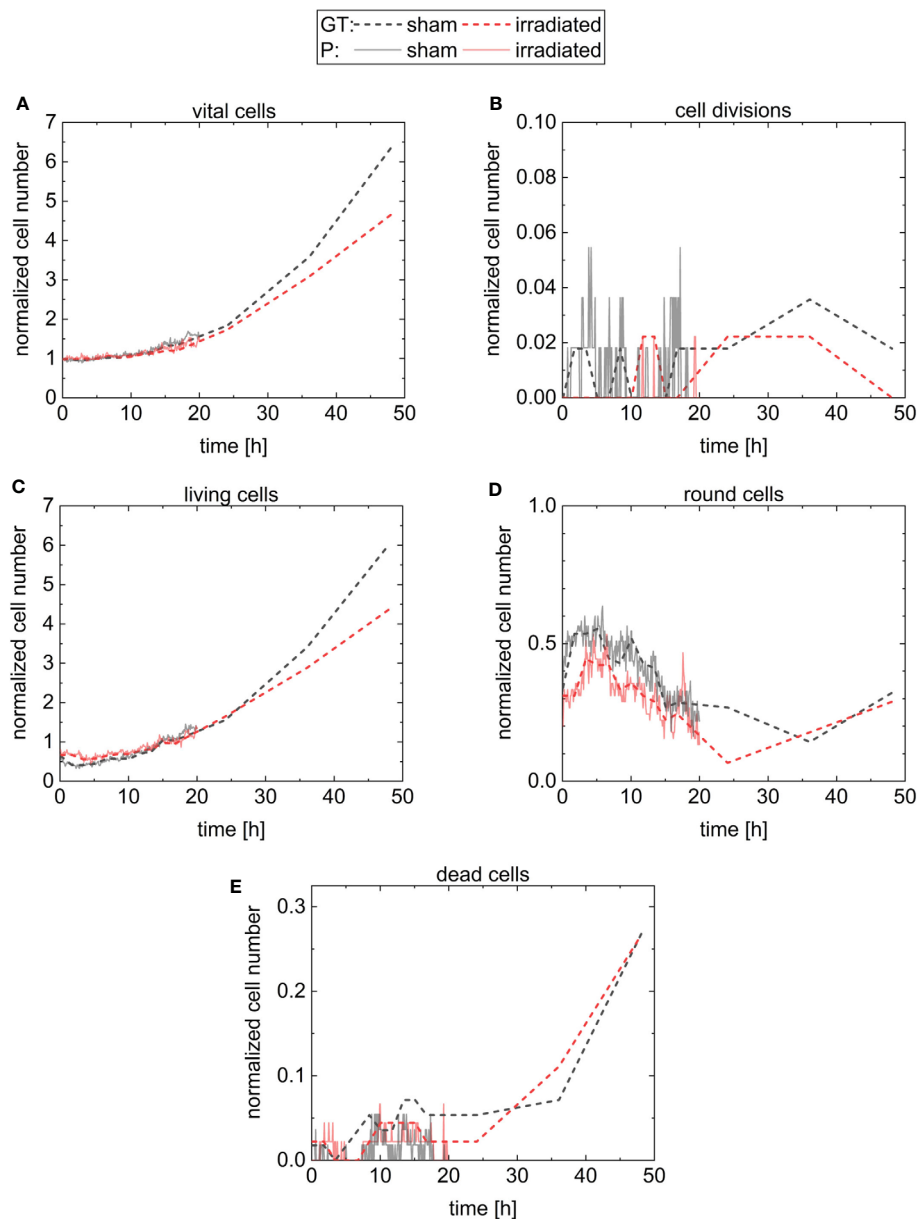 GT: sham irradiated
P: sham irradiated
A
vital cells
normalized cell number
7
6
5
4
3
2
1
0
0 10 20 30 40 50
time [h]
B
cell divisions
normalized cell number
0.10
0.08
0.06
0.04
0.02
0.00
0 10 20 30 40 50
time [h]
C
living cells
normalized cell number
7
6
5
4
3
2
1
0
0 10 20 30 40 50
time [h]
D
round cells
normalized cell number
1.0
0.5
0.0
0 10 20 30 40 50
time [h]
E
dead cells
normalized cell number
0.3
0.2
0.1
0.0
0 10 20 30 40 50
time [h]